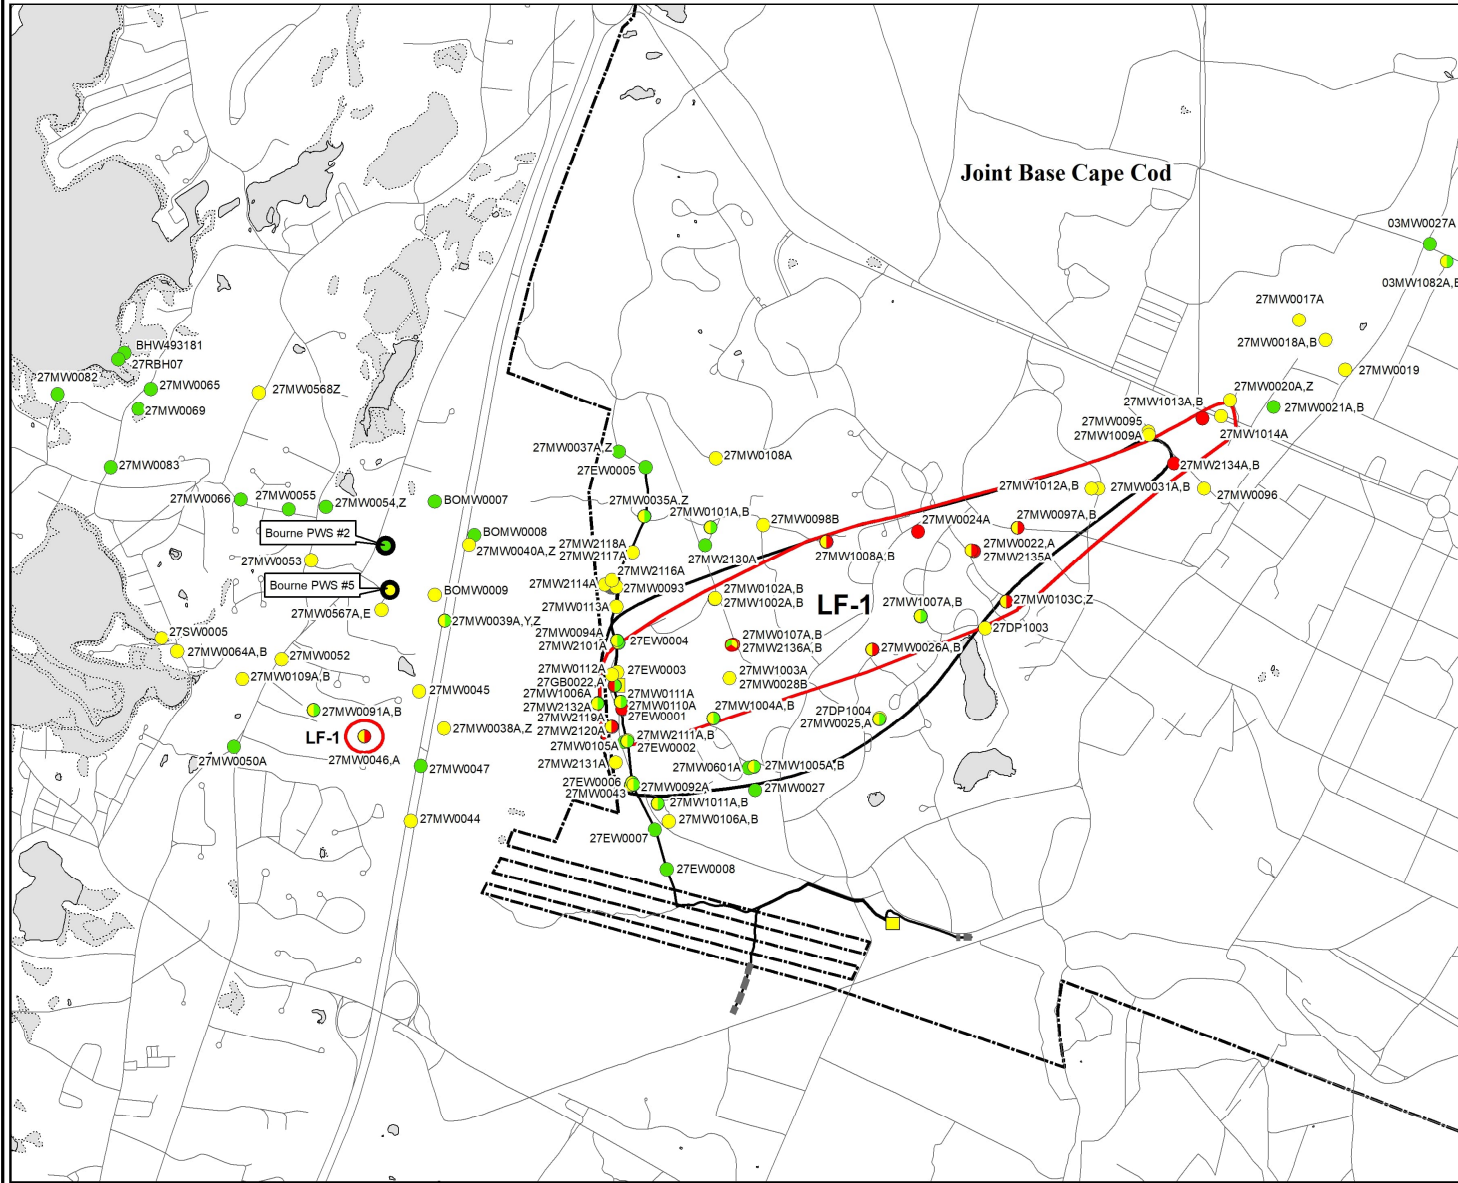 Joint Base Cape Cod
03MW0027A
03MW1082A,B
27MW0017A
27MW0018A,B
27MW0019
BHW493181
27RBH07
27MW0082
27MW0065
27MW0568Z
27MW0069
27MW0020A,Z
27MW1013A,B
27MW0021A,B
27MW0095
27MW1009A
27MW1014A
27MW0037A,Z
27MW0108A
27MW0083
27EW0005
27MW2134A,B
27MW0066
27MW0055
27MW0054,Z
BOMW0007
27MW1012A,B
27MW0031A,B
27MW0096
27MW0035A,Z
27MW0101A,B
27MW0098B
27MW0024A
27MW0097A,B
Bourne PWS #2
BOMW0008
27MW0040A,Z
27MW2118A
27MW2117A
27MW2130A
27MW1008A,B
27MW0022,A
27MW2135A
27MW0053
Bourne PWS #5
27MW2116A
27MW2114A
27MW0093
27MW0102A,B
27MW1002A,B
LF-1
27MW0103C,Z
BOMW0009
27MW0567A,E
27MW0113A
27MW1007A,B
27MW0039A,Y,Z
27DP1003
27SW0005
27MW0094A
27MW2101A
27EW0004
27MW0107A,B
27MW2136A,B
27MW0026A,B
27MW0064A,B
27MW0052
27MW0109A,B
27MW0112A
27EW0003
27MW1003A
27MW0028B
27GB0022,A
27MW0045
27MW1006A
27MW0111A
27MW2132A
27MW0110A
27MW1004A,B
27DP1004
27MW0025,A
27MW0091A,B
27MW2119A
27EW0001
27MW0038A,Z
27MW2120A
27MW2111A,B
LF-1
27MW0105A
27EW0002
27MW0046,A
27MW0050A
27MW0047
27MW2131A
27MW0601A
27MW1005A,B
27EW0006
27MW0092A
27MW0043
27MW0027
27MW1011A,B
27MW0044
27MW0106A,B
27EW0007
27EW0008